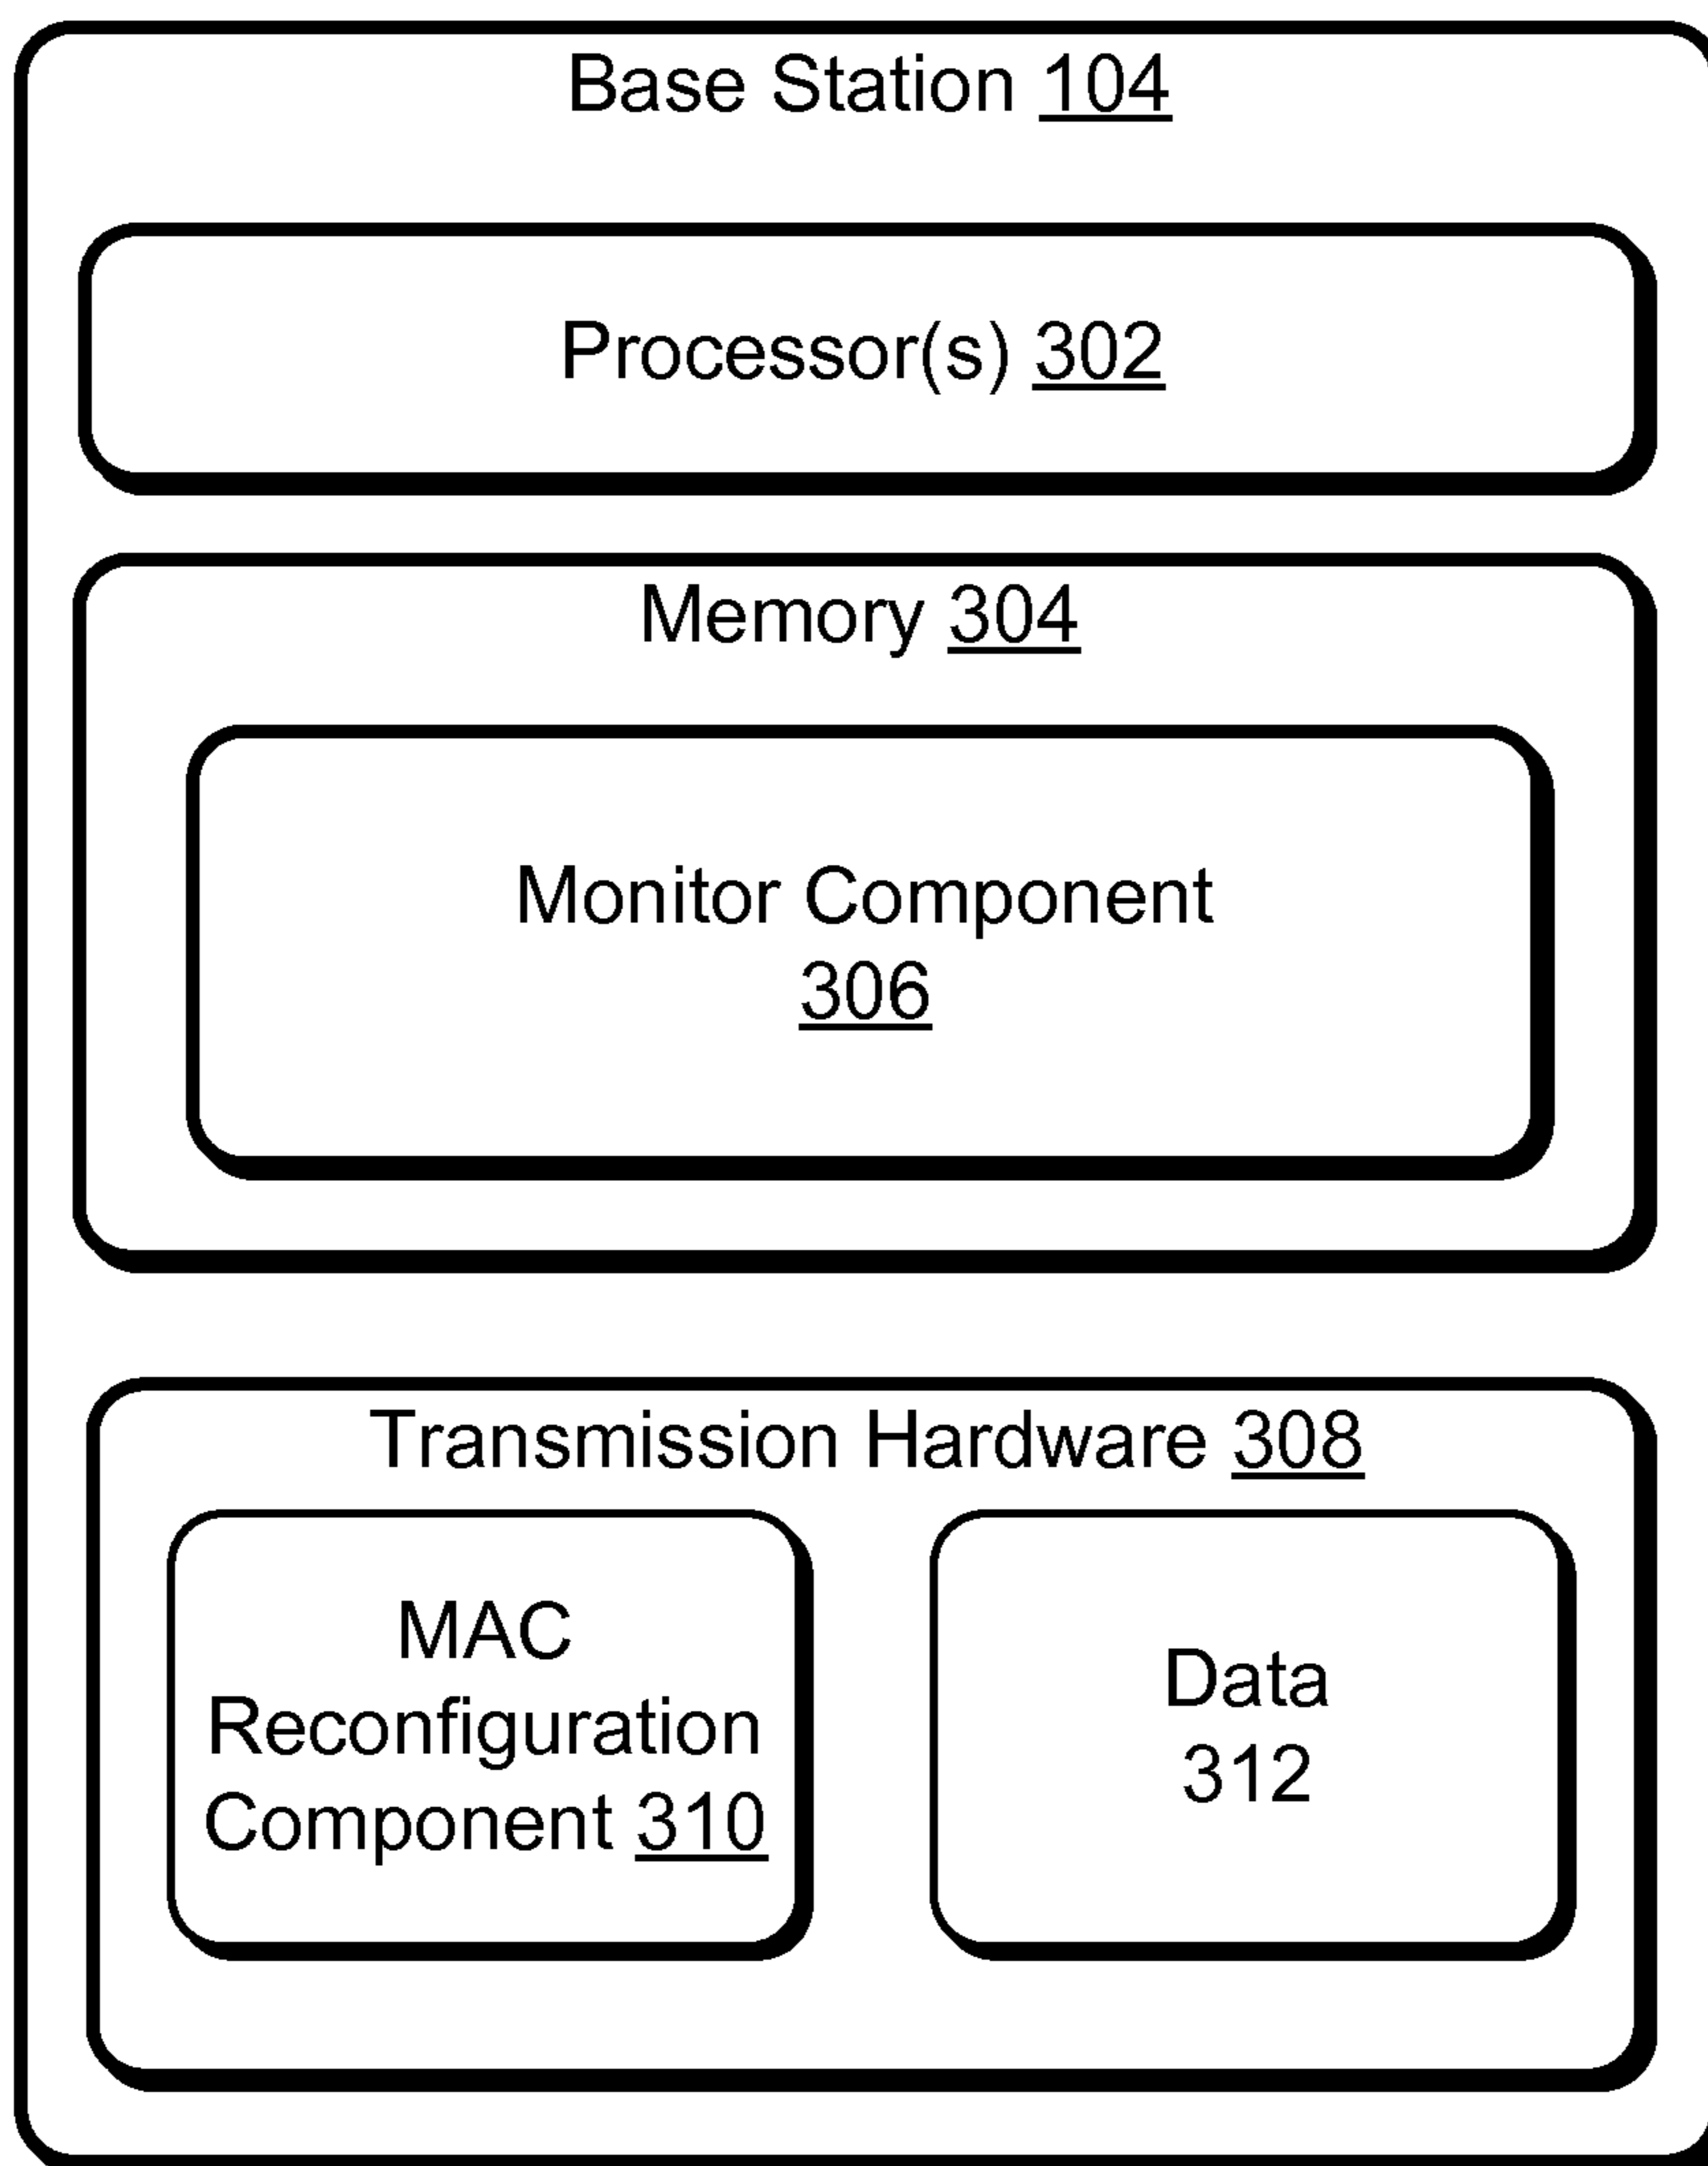 Base Station 104
Processor(s) 302
Memory 304
Monitor Component
306
Transmission Hardware 308
MAC
Reconfiguration
Component 310
Data
312